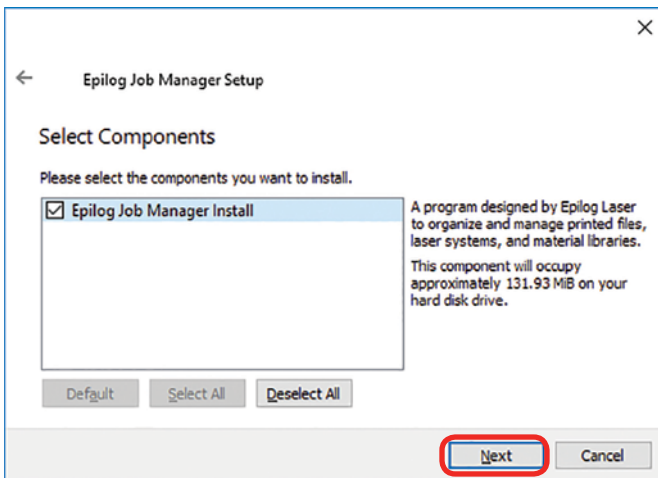 Epilog Job Manager Setup
Select Components
Please select the components you want to install.
Epilog Job Manager Install
A program designed by Epilog Laser
to organize and manage printed files,
laser systems, and material libraries.
This component will occupy
approximately 131.93 MiB on your
hard disk drive.
Default Select All Deselect All
Next Cancel